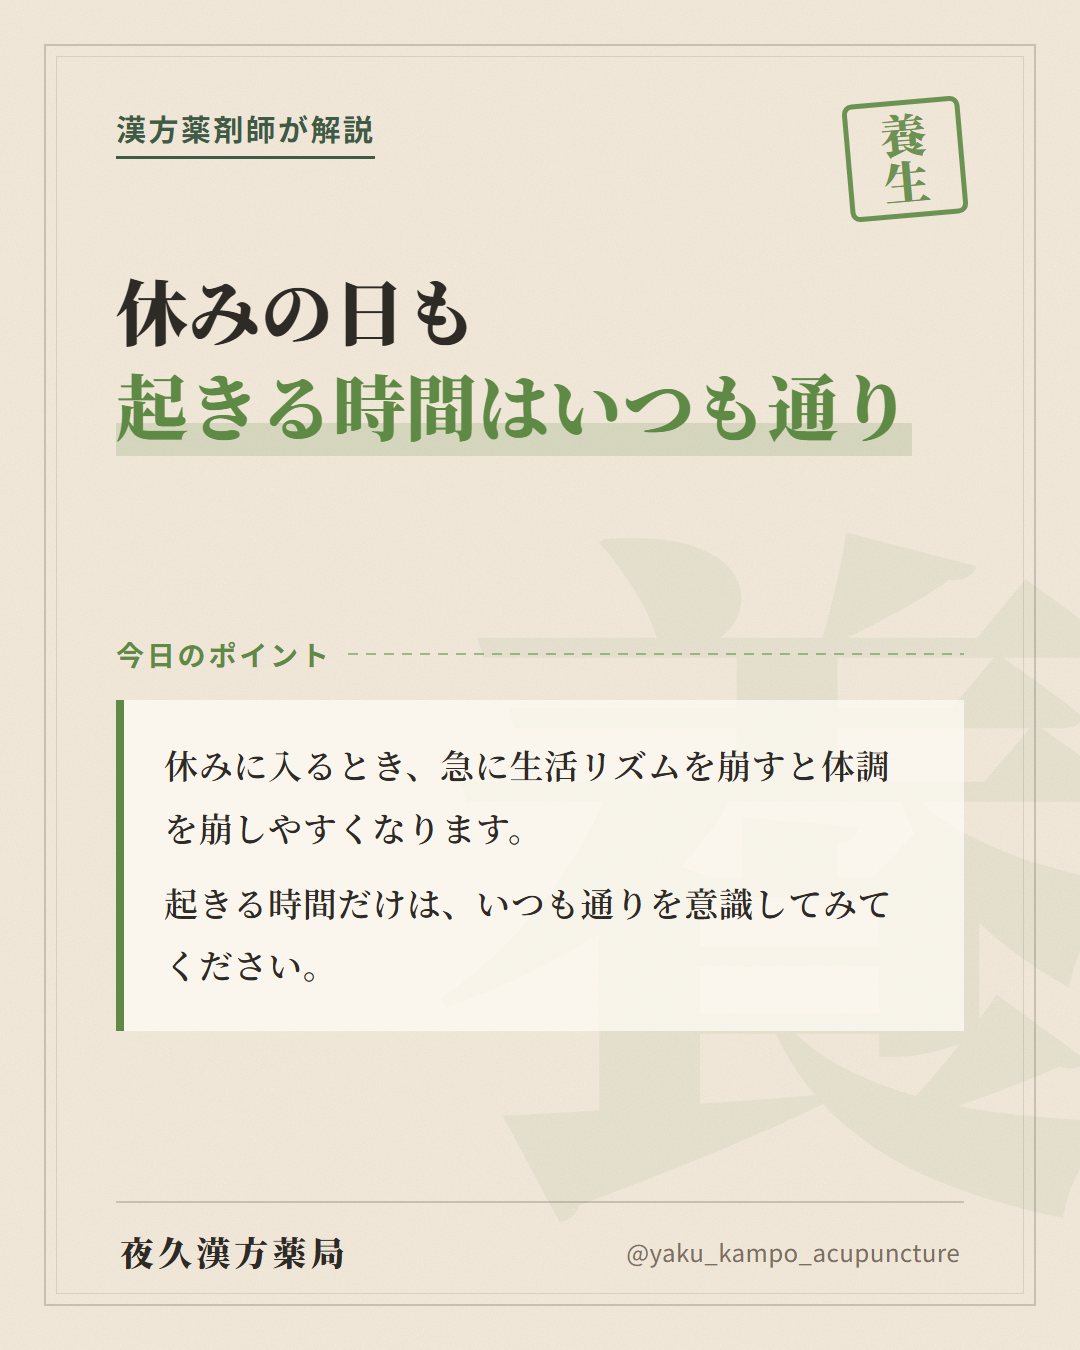 漢方薬剤師が解説
養
生
休みの日も
起きる時間はいつも通り
今日のポイント
休みに入るとき、急に生活リズムを崩すと体調
を崩しやすくなります。
起きる時間だけは、いつも通りを意識してみて
ください。
養
夜久漢方薬局
@yaku_kampo_acupuncture